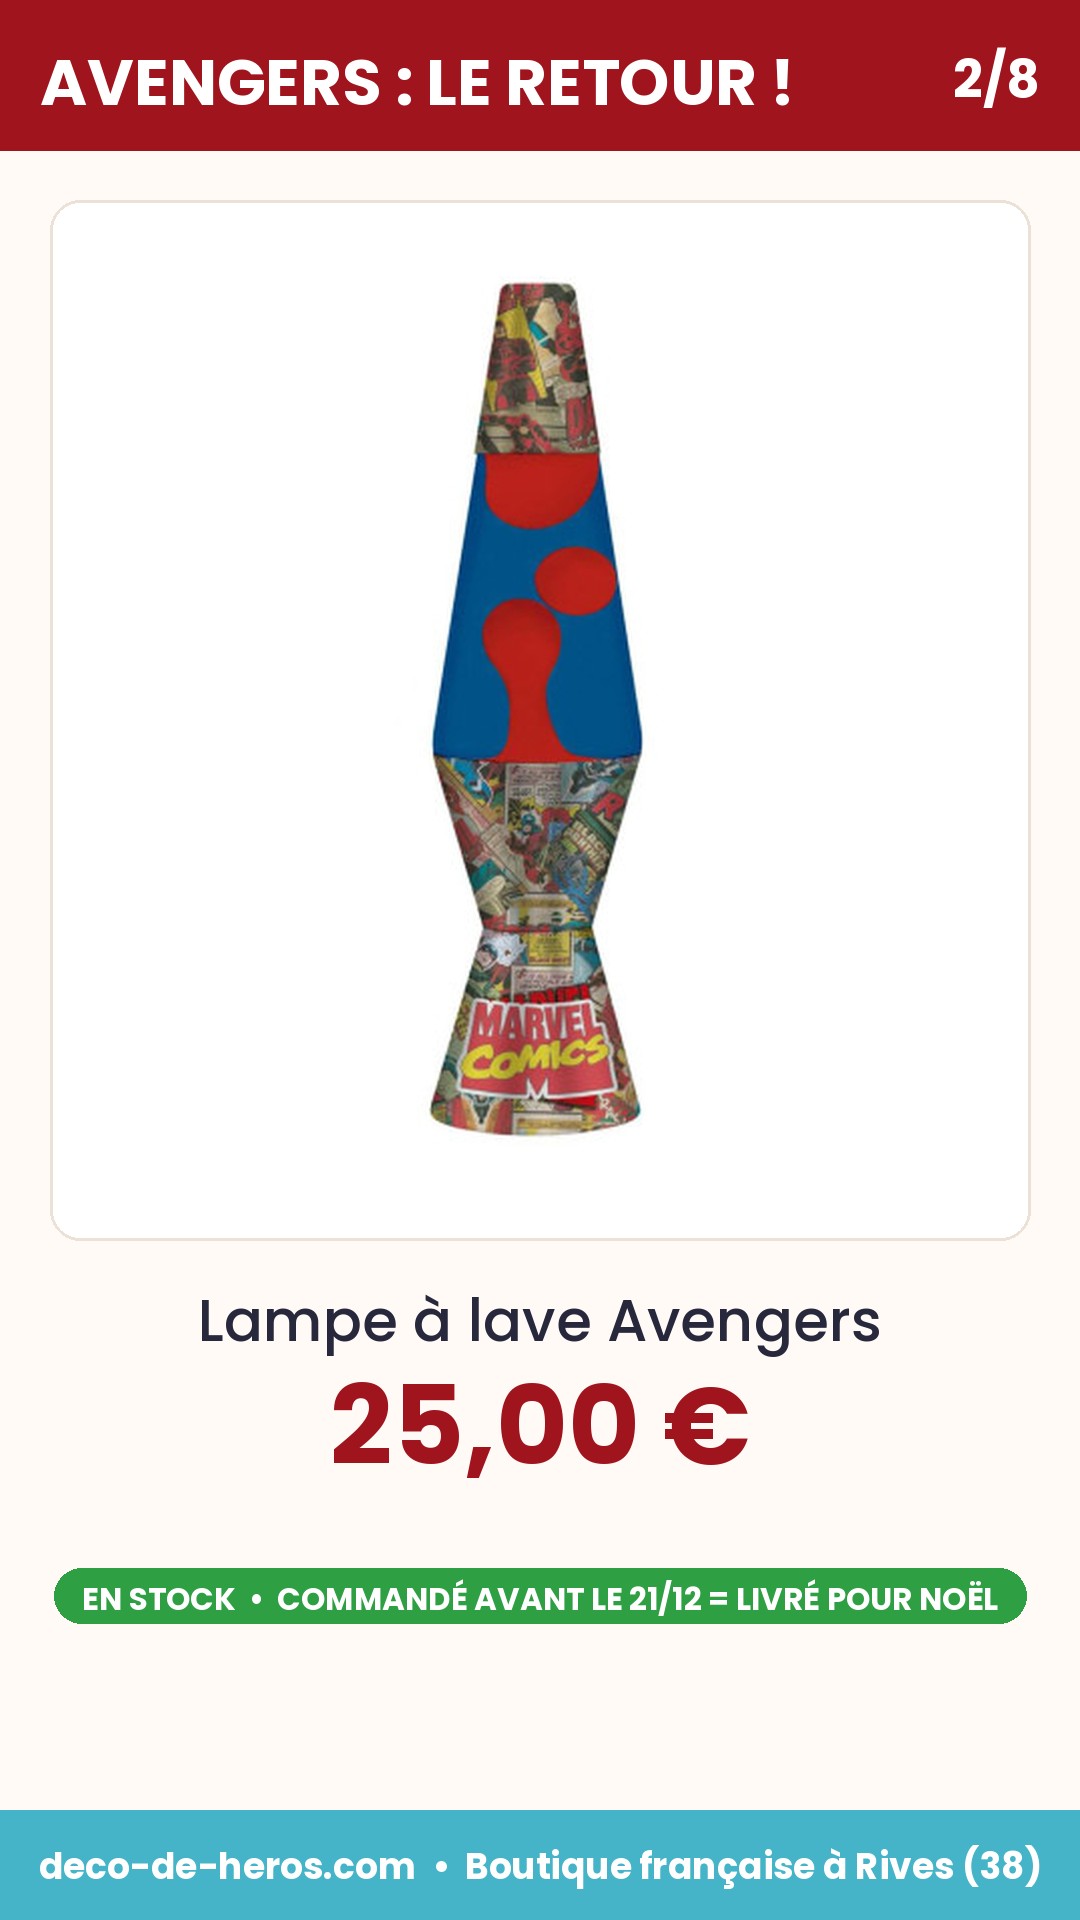 AVENGERS : LE RETOUR !
2/8
MARVEL
COMICS
Lampe à lave Avengers
25,00 €
EN STOCK • COMMANDÉ AVANT LE 21/12 = LIVRÉ POUR NOËL
deco-de-heros.com • Boutique française à Rives (38)